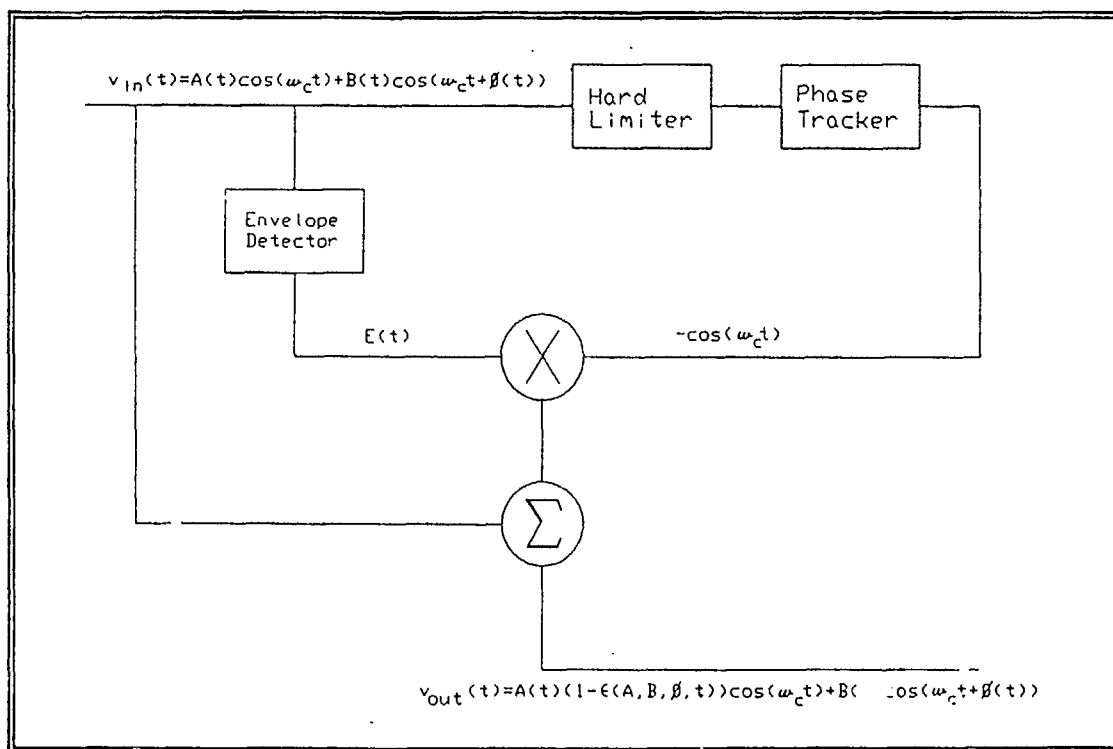 v_in(t)=A(t)cos(ω_ct)+B(t)cos(ω_ct+ø(t))
Hard
Limiter
Phase
Tracker
Envelope
Detector
E(t)
-cos(ω_ct)
Σ
v_out(t)=A(t)(1-ϵ(A,B,ø,t))cos(ω_ct)+B( os(ω_ct+ø(t))